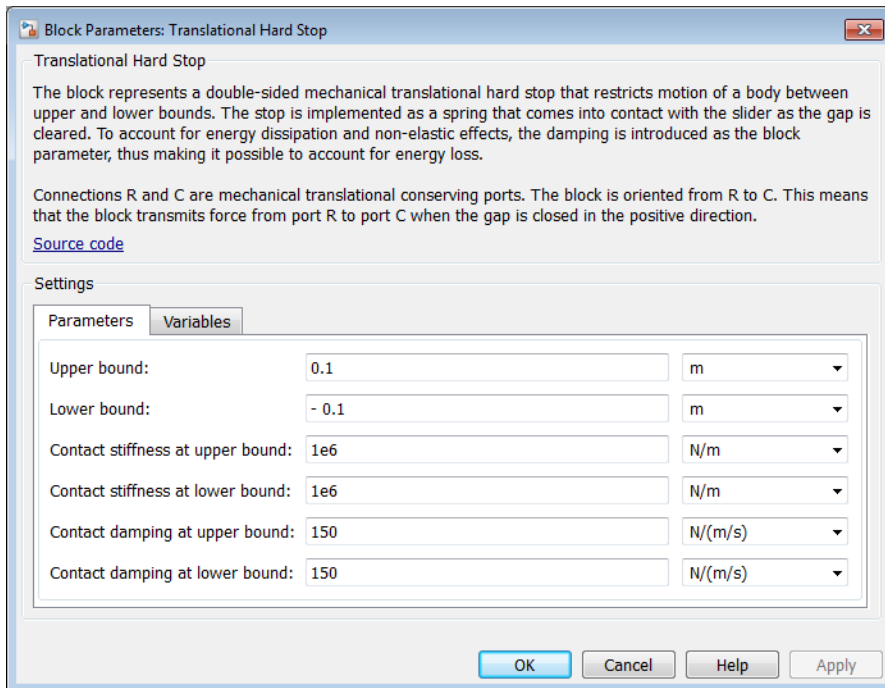 Block Parameters: Translational Hard Stop
Translational Hard Stop
The block represents a double-sided mechanical translational hard stop that restricts motion of a body between
upper and lower bounds. The stop is implemented as a spring that comes into contact with the slider as the gap is
cleared. To account for energy dissipation and non-elastic effects, the damping is introduced as the block
parameter, thus making it possible to account for energy loss.
Connections R and C are mechanical translational conserving ports. The block is oriented from R to C. This means
that the block transmits force from port R to port C when the gap is closed in the positive direction.
Source code
Settings
Parameters Variables
Upper bound: 0.1 m
Lower bound: - 0.1 m
Contact stiffness at upper bound: 1e6 N/m
Contact stiffness at lower bound: 1e6 N/m
Contact damping at upper bound: 150 N/(m/s)
Contact damping at lower bound: 150 N/(m/s)
OK Cancel Help Apply